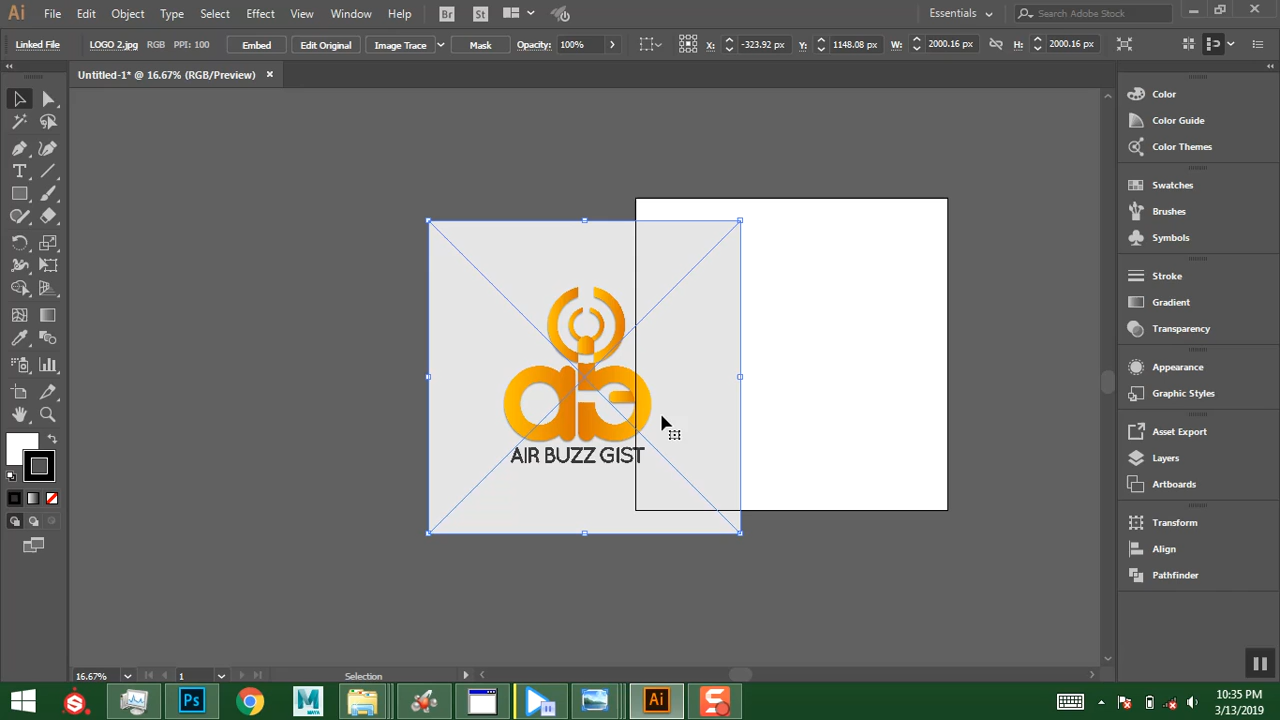 Ai File Edit Object Type Select Effect View Window Help Br St Essentials Search Adobe Stock
Linked File LOGO 2.jpg RGB PPI: 100 Embed Edit Original Image Trace Mask Opacity: 100% X: -323.92 px Y: 1148.08 px W: 2000.16 px H: 2000.16 px
Untitled-1* @ 16.67% (RGB/Preview)
Color
Color Guide
Color Themes
Swatches
Brushes
Symbols
Stroke
Gradient
Transparency
Appearance
Graphic Styles
Asset Export
Layers
Artboards
Transform
Align
Pathfinder
AIR BUZZ GIST
16.67% 1 Selection
Ps MAYA Ai
10:35 PM
3/13/2019